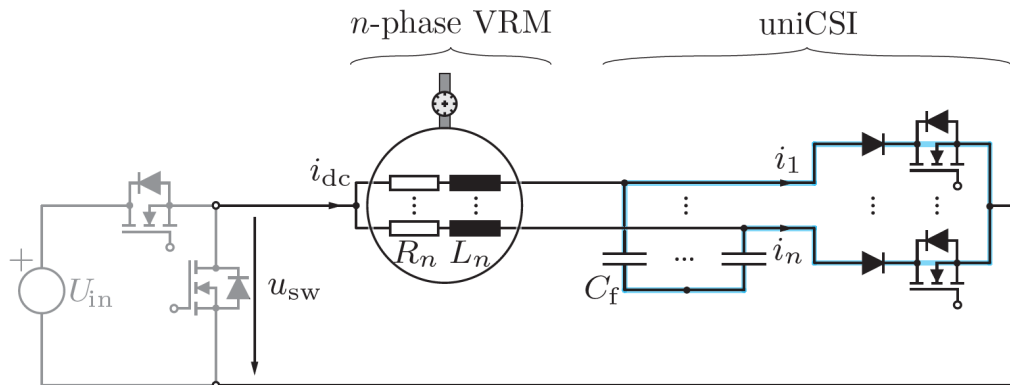 n-phase VRM
uniCSI
i_dc
i_1
R_n
L_n
i_n
C_f
U_in
u_sw
+